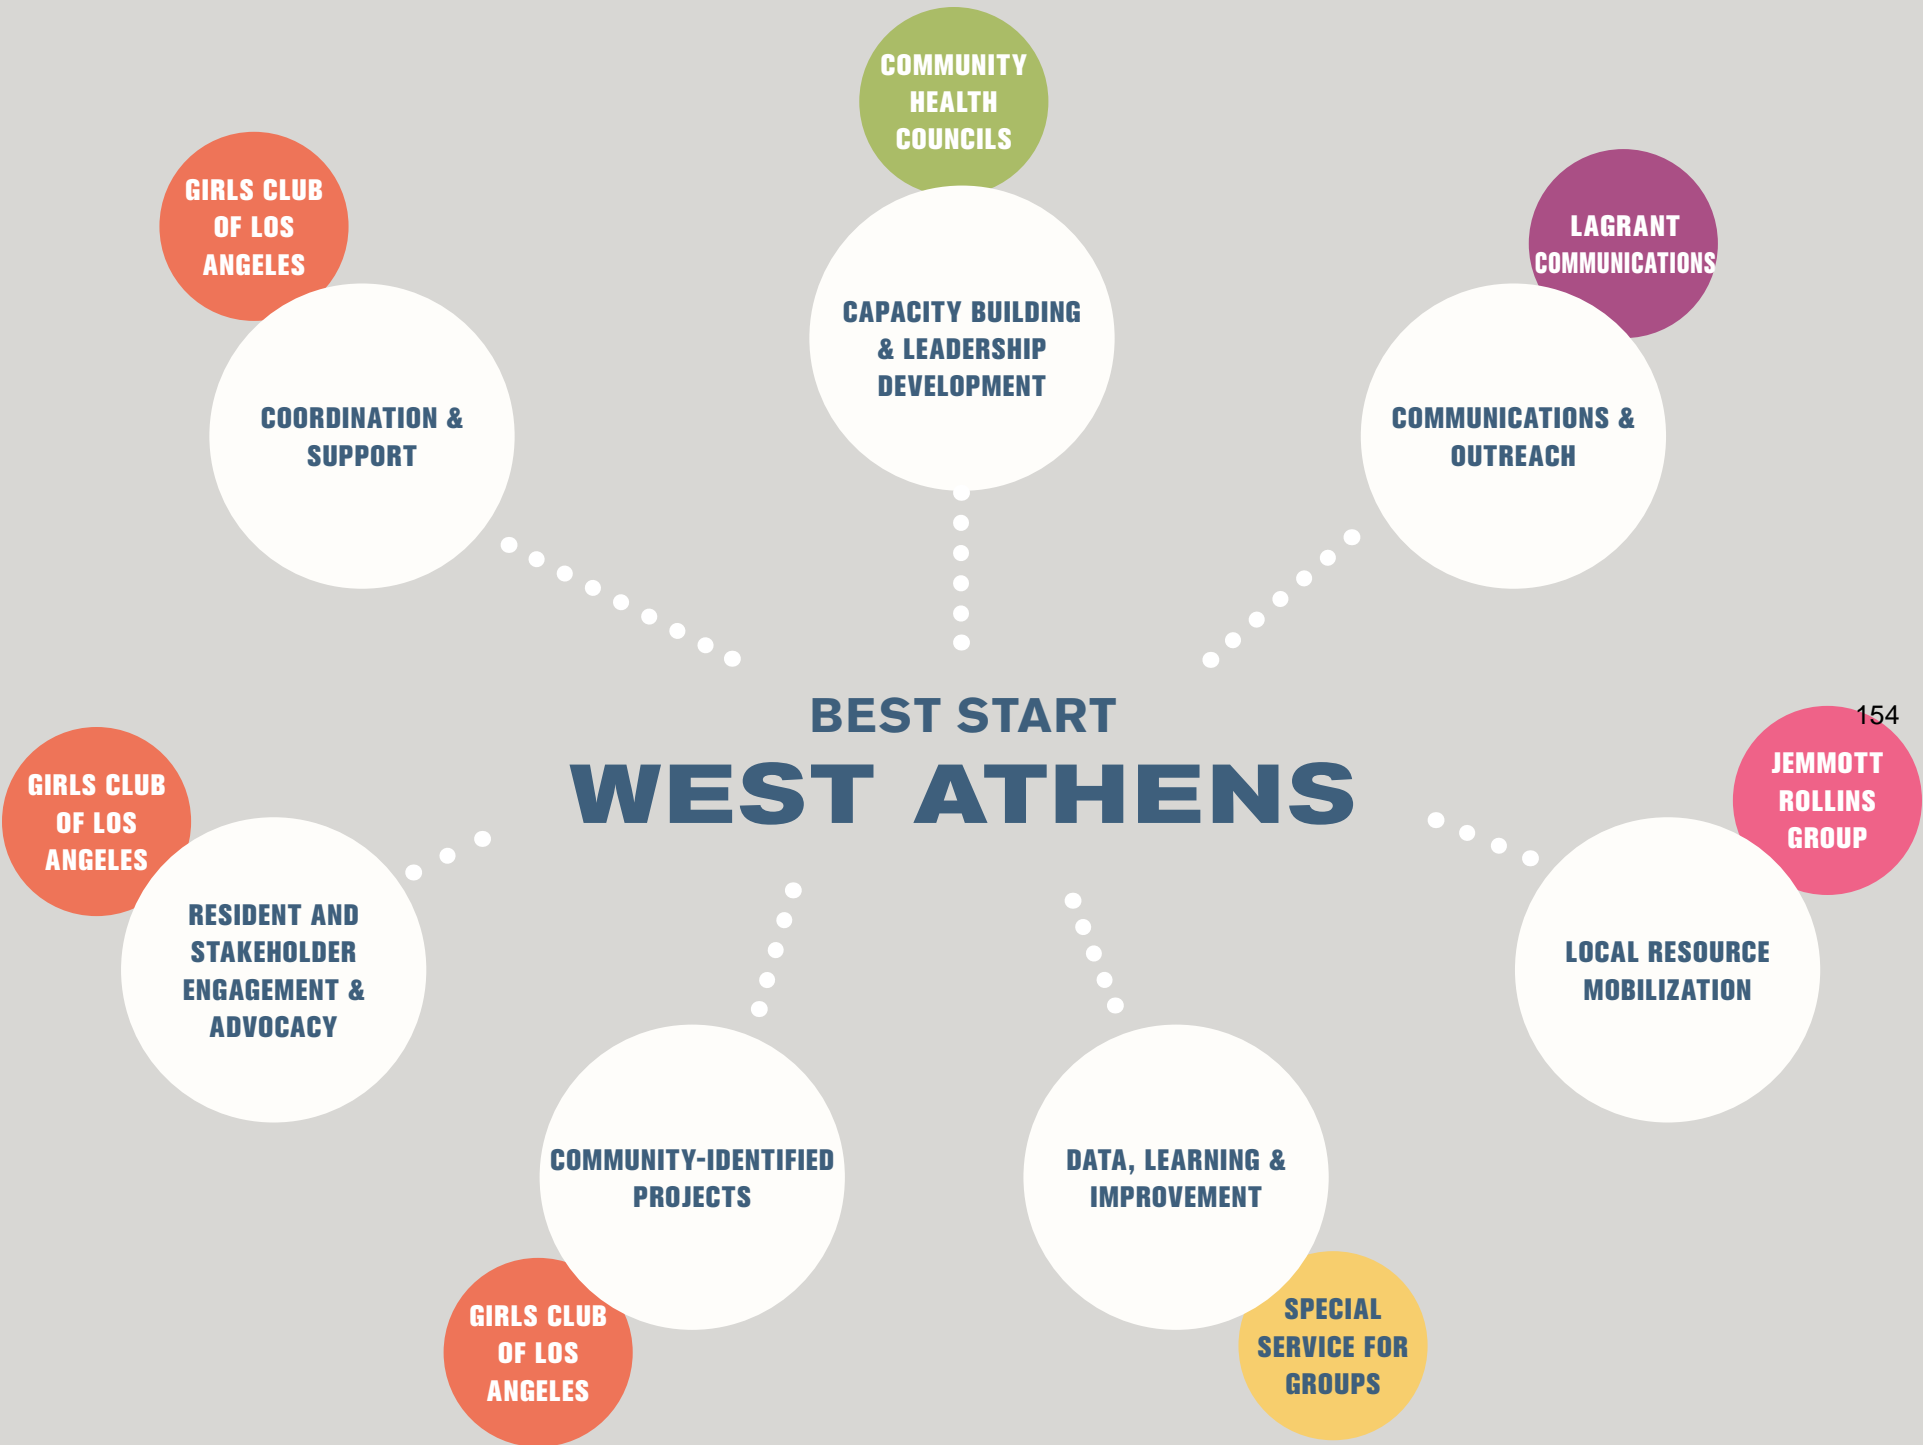 COMMUNITY
HEALTH
COUNCILS
GIRLS CLUB
OF LOS
ANGELES
LAGRANT
COMMUNICATIONS
CAPACITY BUILDING
& LEADERSHIP
DEVELOPMENT
COORDINATION &
SUPPORT
COMMUNICATIONS &
OUTREACH
BEST START
WEST ATHENS
154
JEMMOTT
ROLLINS
GROUP
GIRLS CLUB
OF LOS
ANGELES
RESIDENT AND
STAKEHOLDER
ENGAGEMENT &
ADVOCACY
LOCAL RESOURCE
MOBILIZATION
COMMUNITY-IDENTIFIED
PROJECTS
DATA, LEARNING &
IMPROVEMENT
GIRLS CLUB
OF LOS
ANGELES
SPECIAL
SERVICE FOR
GROUPS